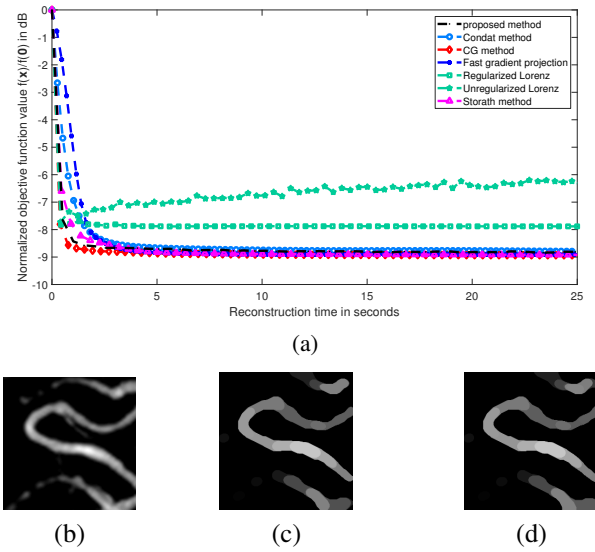 0
-1
-2
-3
-4
-5
-6
-7
-8
-9
-10
Normalized objective function value f(x)/f(0) in dB
proposed method
Condat method
CG method
Fast gradient projection
Regularized Lorenz
Unregularized Lorenz
Storath method
0 5 10 15 20 25
Reconstruction time in seconds
(a)
(b) (c) (d)